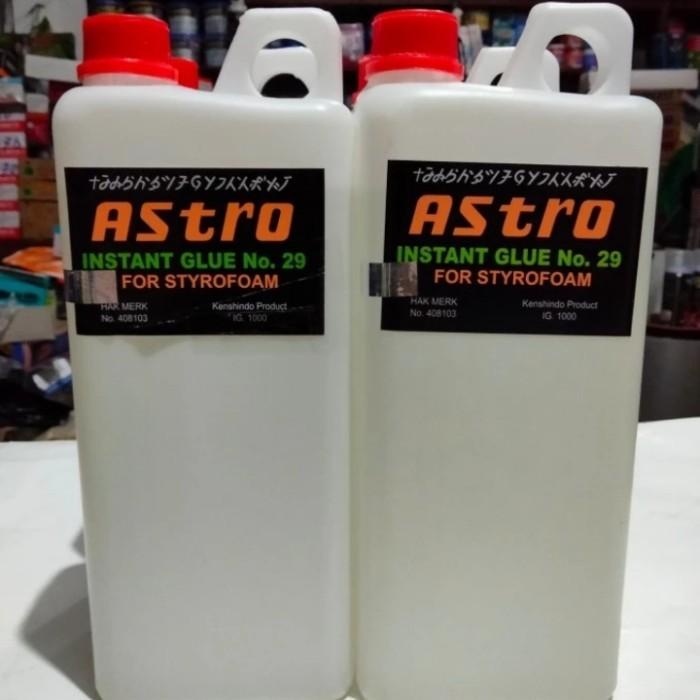 AStro
INSTANT GLUE No. 29
FOR STYROFOAM
HAK MERK
No. 408103
Kenshindo Product
IG. 1000
AStro
INSTANT GLUE No. 29
FOR STYROFOAM
HAK MERK
No. 408103
Kenshindo Product
IG. 1000